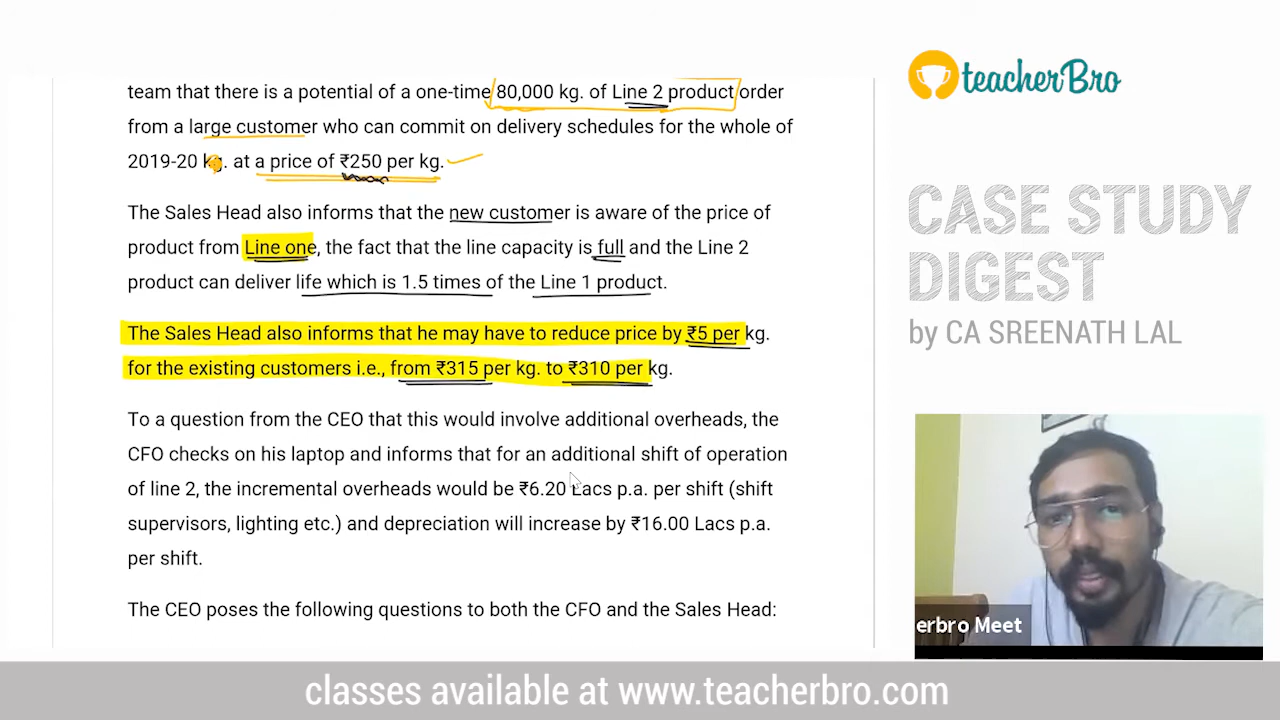 team that there is a potential of a one-time 80,000 kg. of Line 2 product order
from a large customer who can commit on delivery schedules for the whole of
2019-20 kg. at a price of ₹250 per kg.
The Sales Head also informs that the new customer is aware of the price of
product from Line one, the fact that the line capacity is full and the Line 2
product can deliver life which is 1.5 times of the Line 1 product.
The Sales Head also informs that he may have to reduce price by ₹5 per kg.
for the existing customers i.e., from ₹315 per kg. to ₹310 per kg.
To a question from the CEO that this would involve additional overheads, the
CFO checks on his laptop and informs that for an additional shift of operation
of line 2, the incremental overheads would be ₹6.20 Lacs p.a. per shift (shift
supervisors, lighting etc.) and depreciation will increase by ₹16.00 Lacs p.a.
per shift.
The CEO poses the following questions to both the CFO and the Sales Head:
teacherBro
CASE STUDY
DIGEST
by CA SREENATH LAL
erbro Meet
classes available at www.teacherbro.com